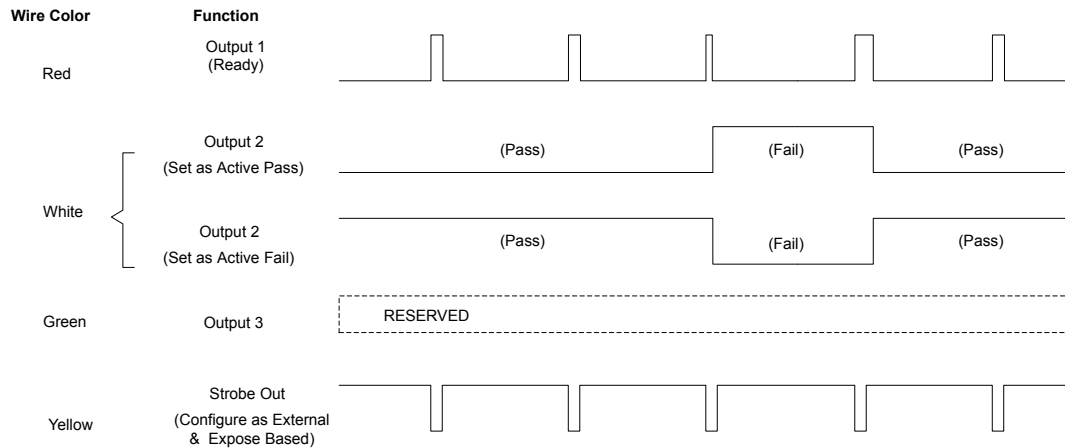 Wire Color Function
Output 1
(Ready)
Red
Output 2
(Set as Active Pass)
(Pass) (Fail) (Pass)
White
Output 2
(Set as Active Fail)
(Pass) (Fail) (Pass)
Green Output 3 RESERVED
Strobe Out
(Configure as External
& Expose Based)
Yellow